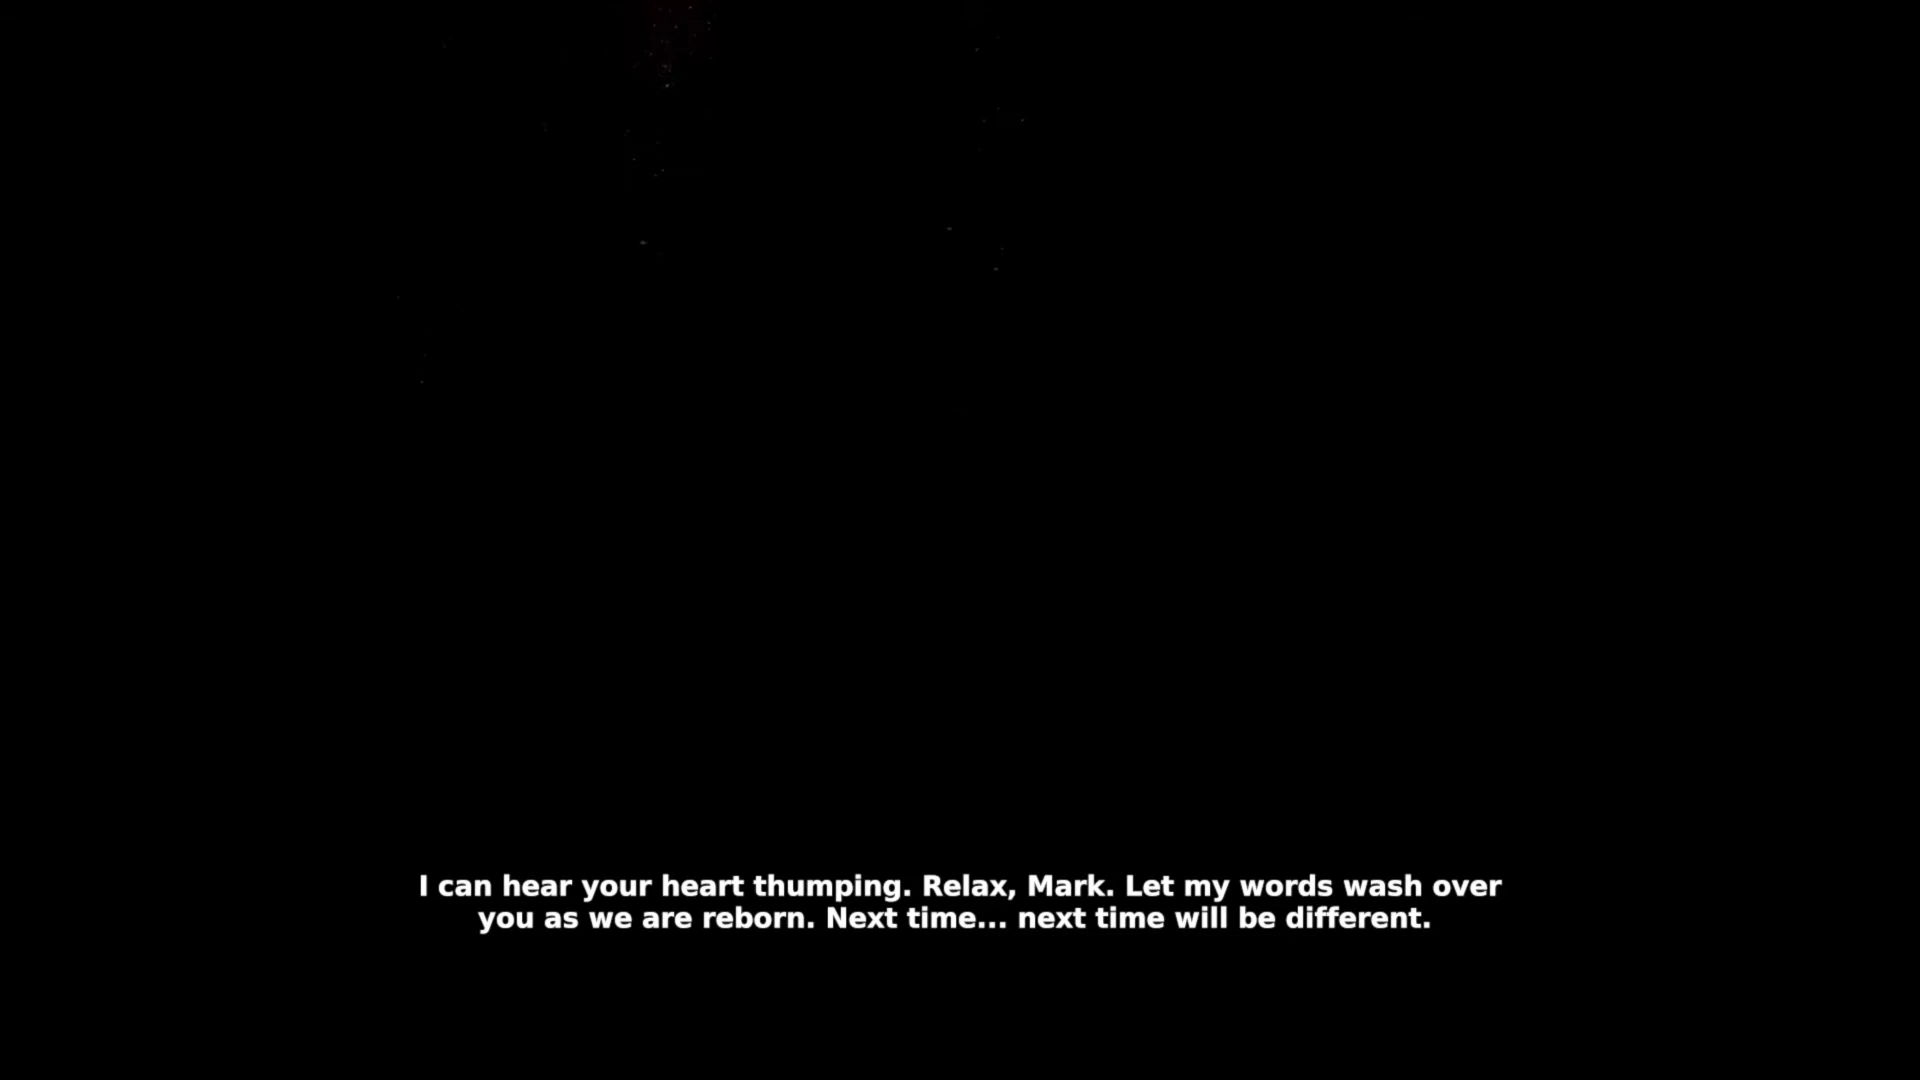 I can hear your heart thumping. Relax, Mark. Let my words wash over
you as we are reborn. Next time... next time will be different.